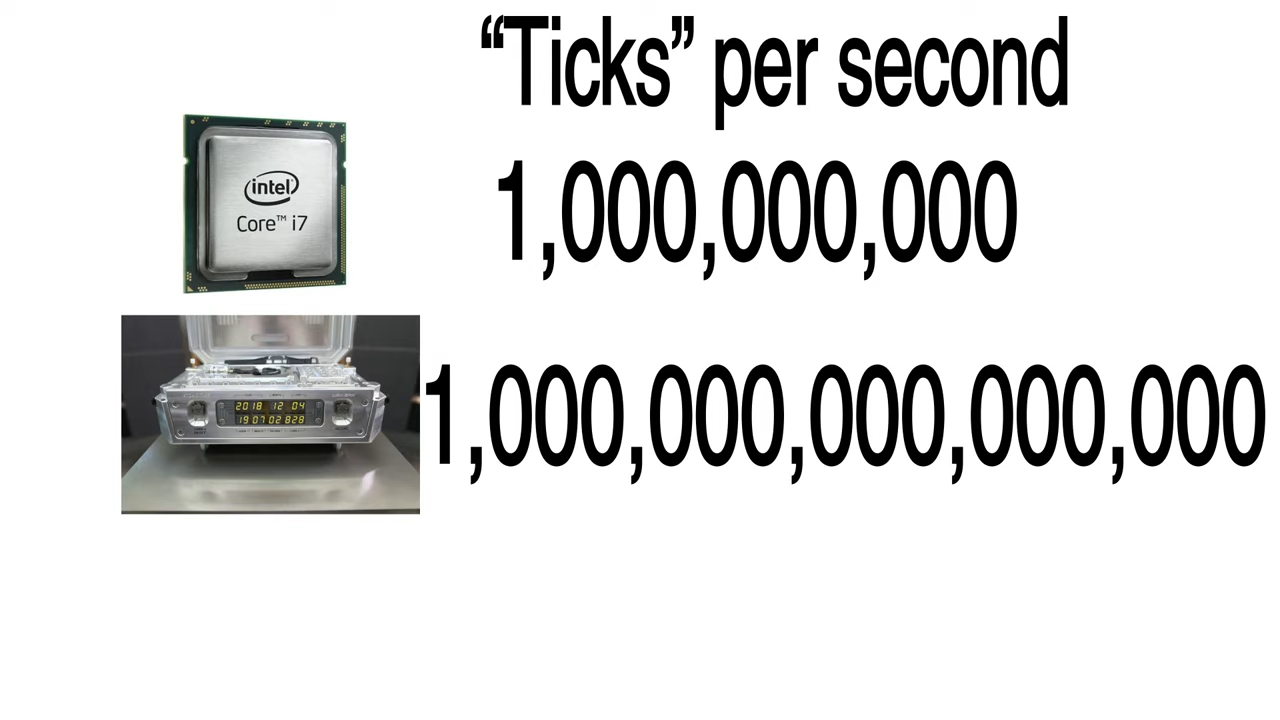 “Ticks” per second
intel
Core™ i7
1,000,000,000
2018 12 04
19 07 02 828
1,000,000,000,000,000